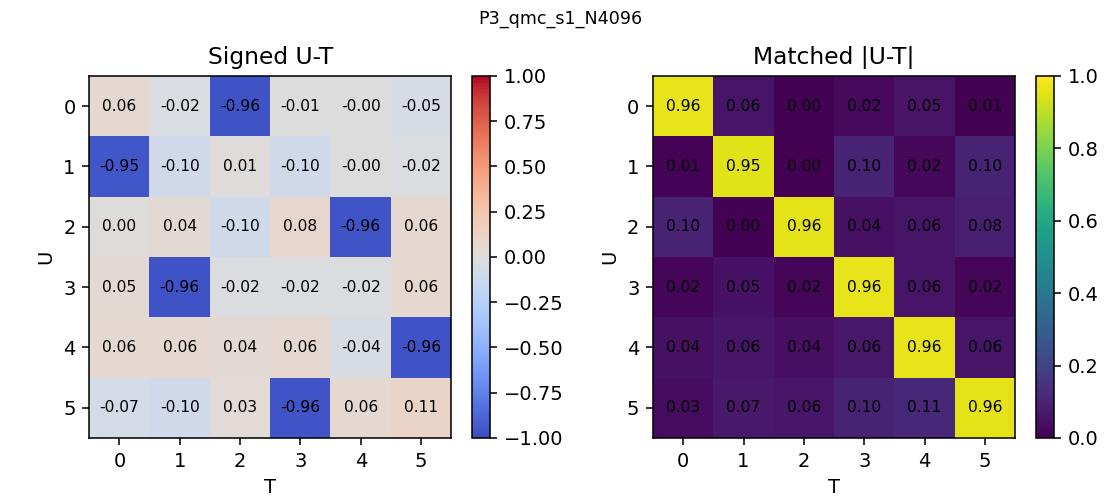 P3_qmc_s1_N4096
Signed U-T
Matched |U-T|
0 0.06 -0.02 -0.96 -0.01 -0.00 -0.05
1 -0.95 -0.10 0.01 -0.10 -0.00 -0.02
2 0.00 0.04 -0.10 0.08 -0.96 0.06
3 0.05 -0.96 -0.02 -0.02 -0.02 0.06
4 0.06 0.06 0.04 0.06 -0.04 -0.96
5 -0.07 -0.10 0.03 -0.96 0.06 0.11
0 1 2 3 4 5
T
U
1.00
0.75
0.50
0.25
0.00
−0.25
−0.50
−0.75
−1.00
0 0.96 0.06 0.00 0.02 0.05 0.01
1 0.01 0.95 0.00 0.10 0.02 0.10
2 0.10 0.00 0.96 0.04 0.06 0.08
3 0.02 0.05 0.02 0.96 0.06 0.02
4 0.04 0.06 0.04 0.06 0.96 0.06
5 0.03 0.07 0.06 0.10 0.11 0.96
0 1 2 3 4 5
T
U
1.0
0.8
0.6
0.4
0.2
0.0